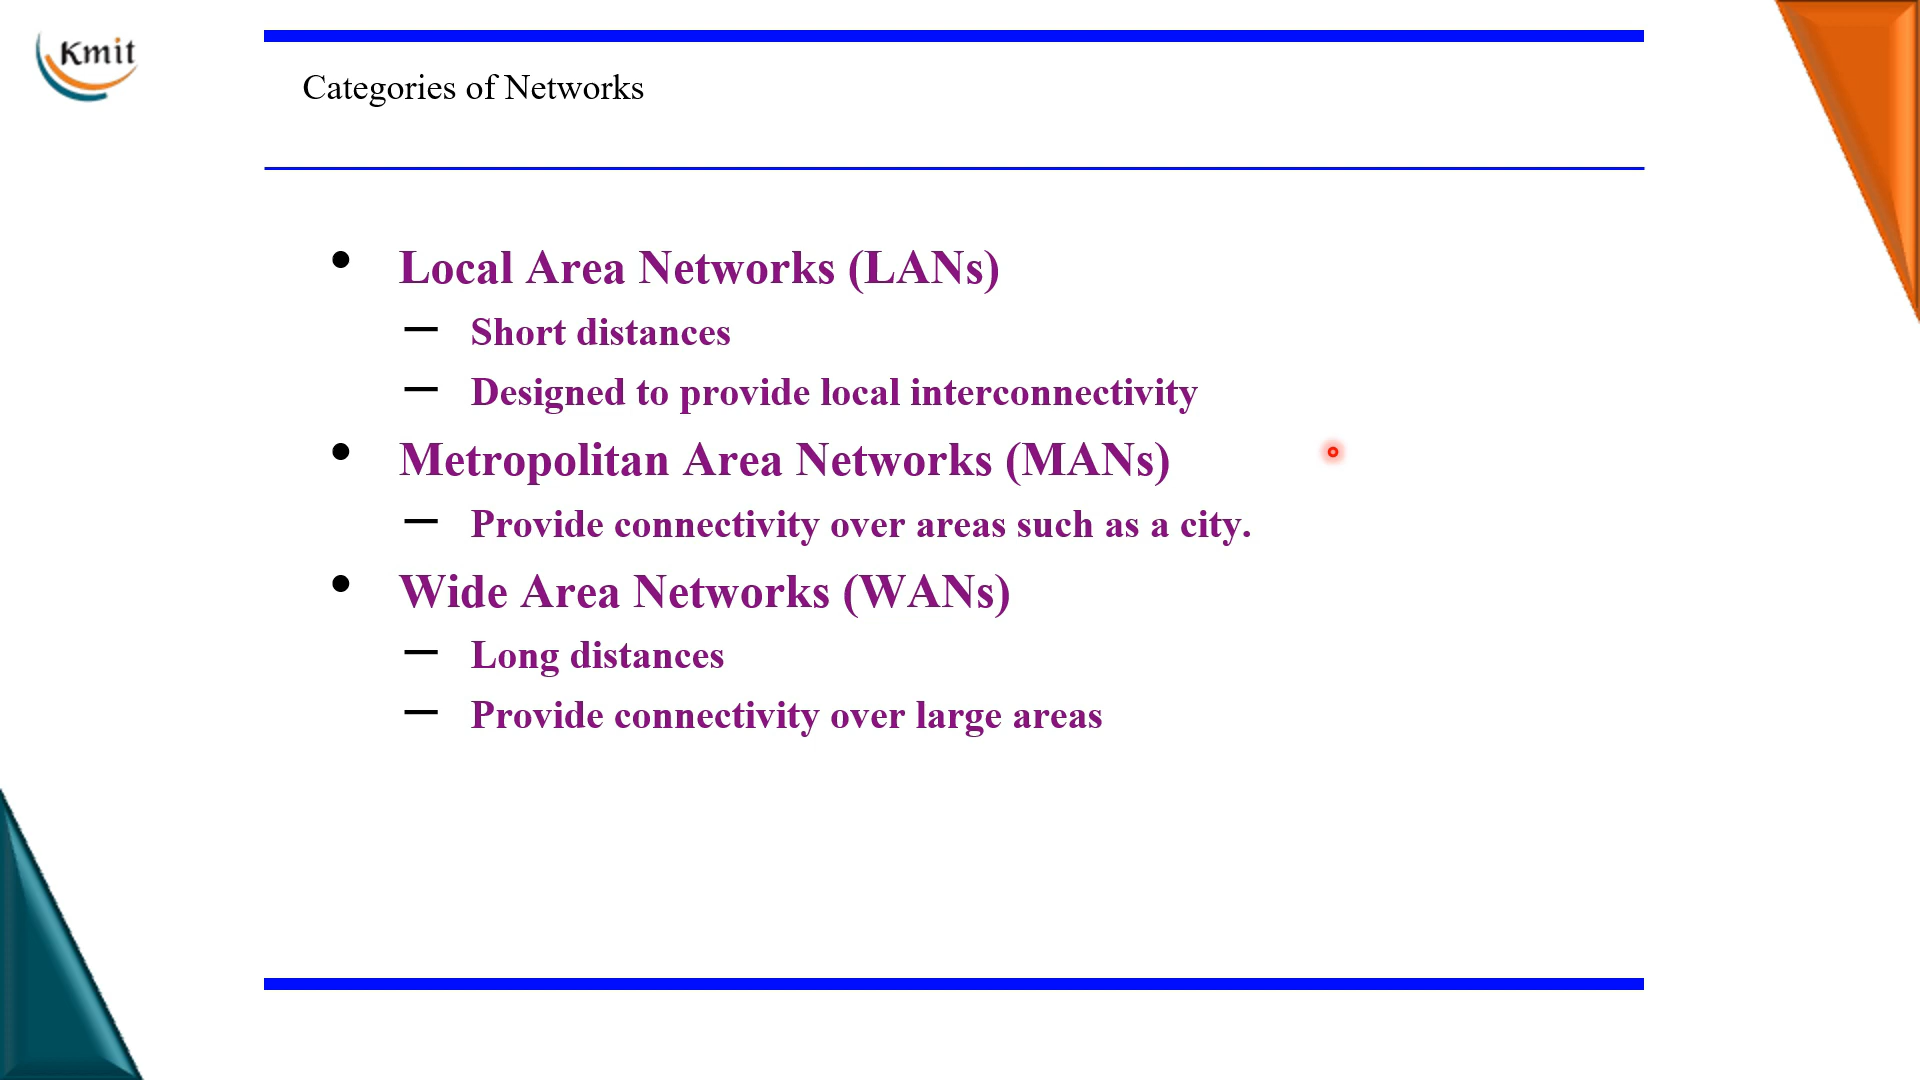 Kmit
Categories of Networks
• Local Area Networks (LANs)
– Short distances
– Designed to provide local interconnectivity
• Metropolitan Area Networks (MANs)
– Provide connectivity over areas such as a city.
• Wide Area Networks (WANs)
– Long distances
– Provide connectivity over large areas